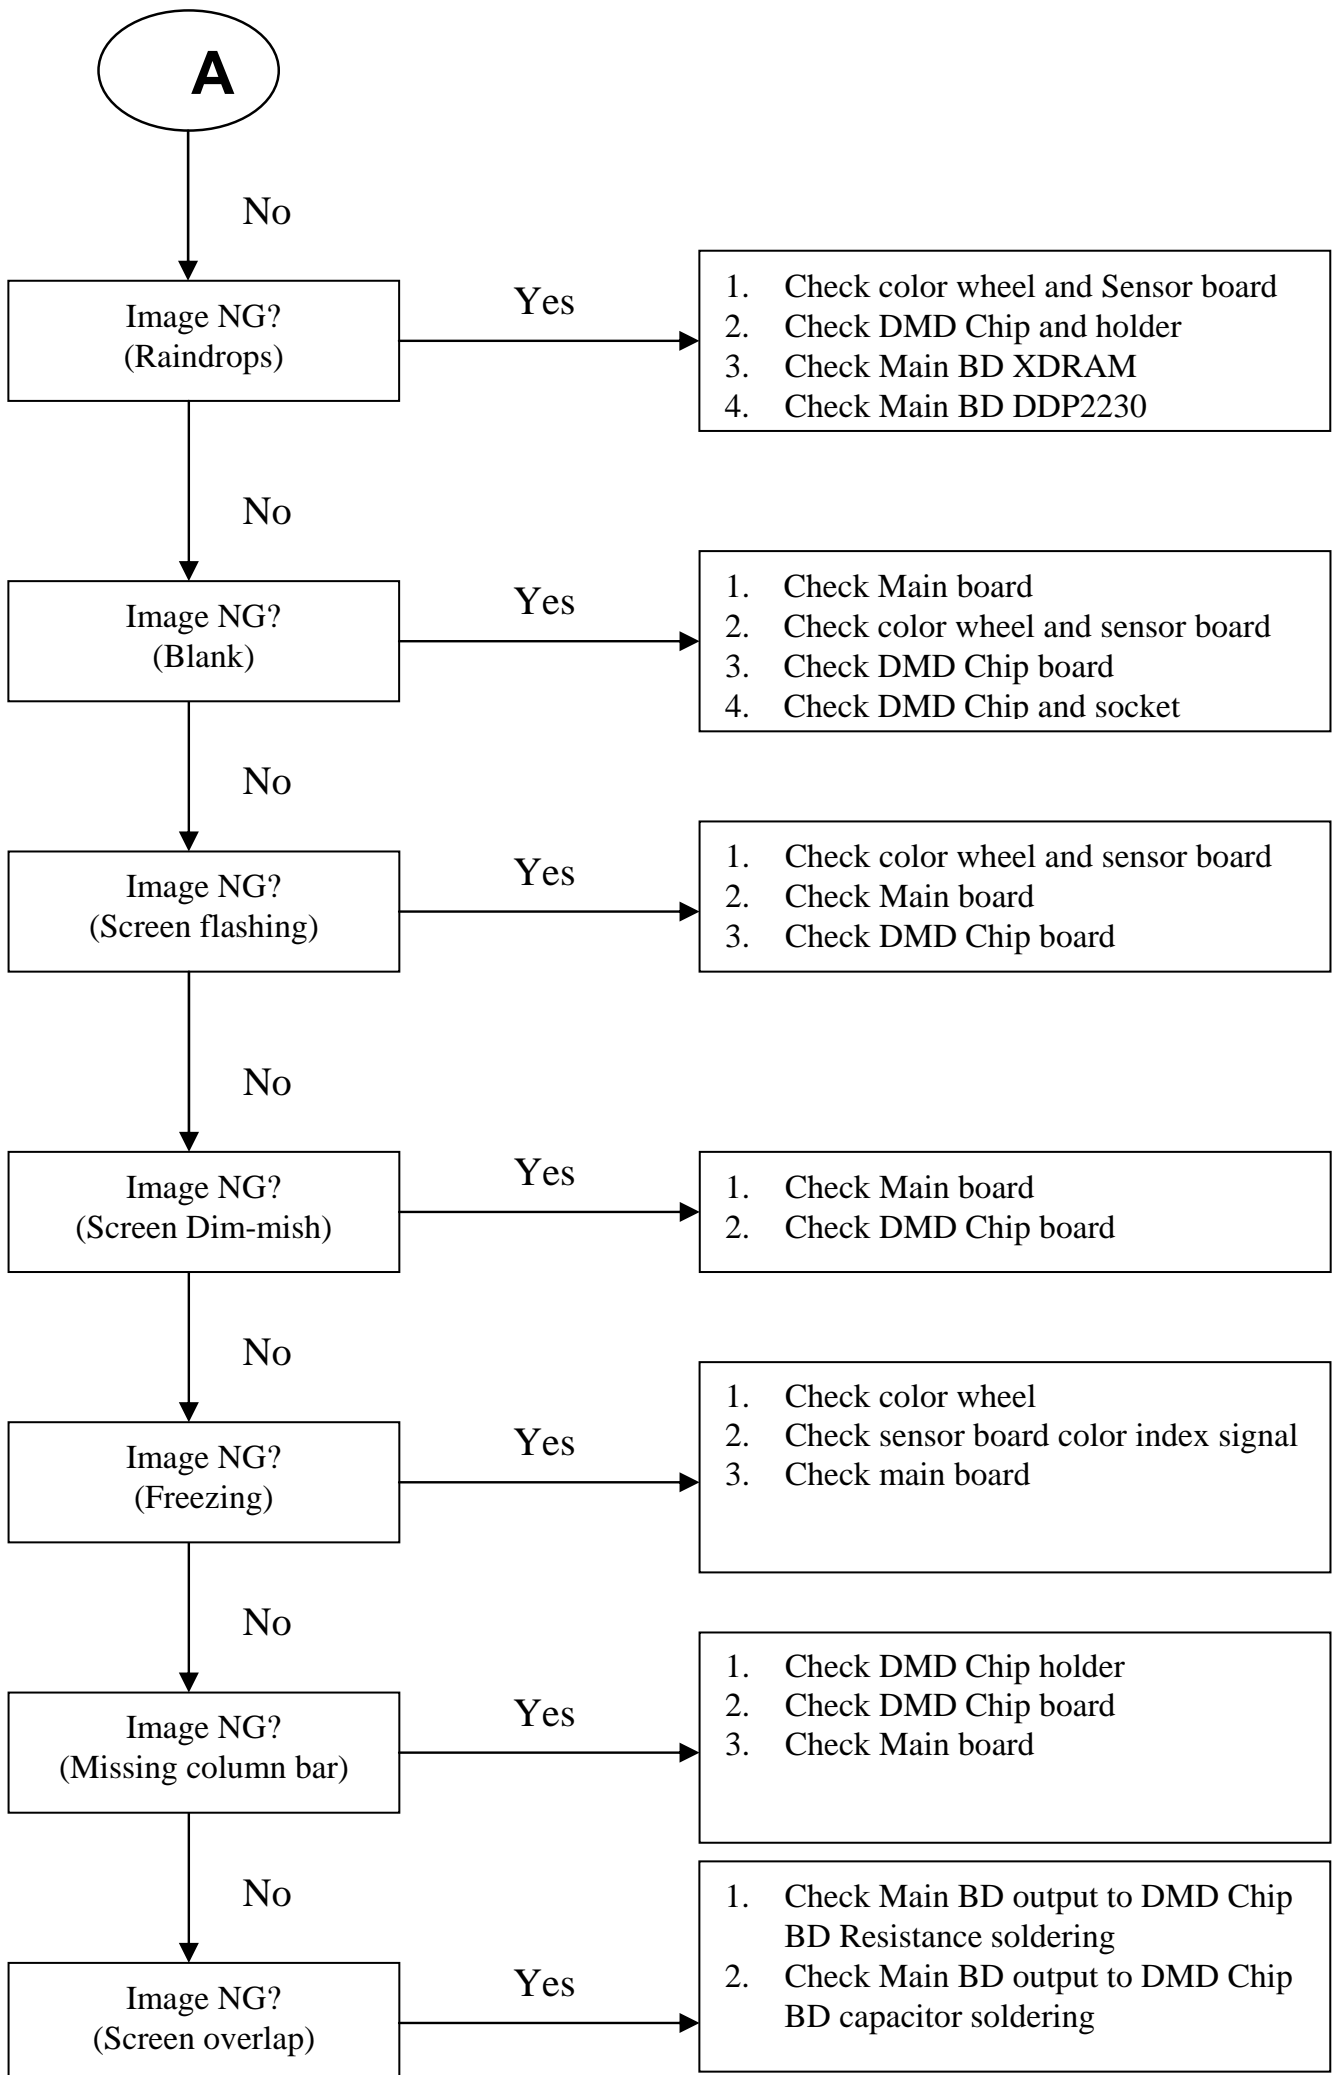 A
No
Image NG?
(Raindrops)
Yes
1. Check color wheel and Sensor board
2. Check DMD Chip and holder
3. Check Main BD XDRAM
4. Check Main BD DDP2230
No
Image NG?
(Blank)
Yes
1. Check Main board
2. Check color wheel and sensor board
3. Check DMD Chip board
4. Check DMD Chip and socket
No
Image NG?
(Screen flashing)
Yes
1. Check color wheel and sensor board
2. Check Main board
3. Check DMD Chip board
No
Image NG?
(Screen Dim-mish)
Yes
1. Check Main board
2. Check DMD Chip board
No
Image NG?
(Freezing)
Yes
1. Check color wheel
2. Check sensor board color index signal
3. Check main board
No
Image NG?
(Missing column bar)
Yes
1. Check DMD Chip holder
2. Check DMD Chip board
3. Check Main board
No
Image NG?
(Screen overlap)
Yes
1. Check Main BD output to DMD Chip
BD Resistance soldering
2. Check Main BD output to DMD Chip
BD capacitor soldering